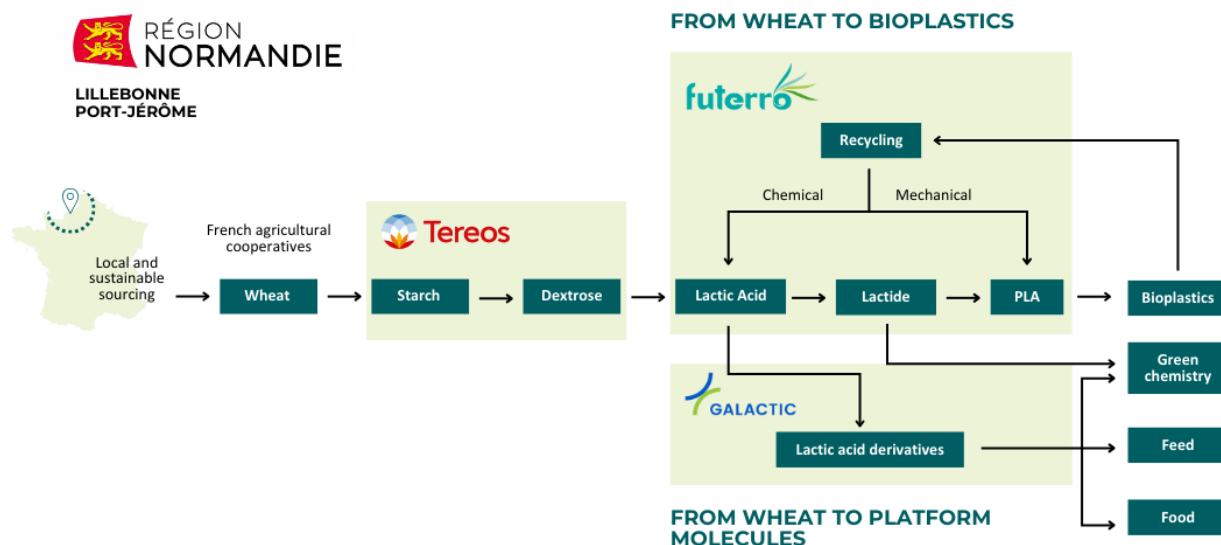 RÉGION
NORMANDIE
LILLEBONNE
PORT-JÉRÔME
FROM WHEAT TO BIOPLASTICS
futerro
Recycling
Chemical
Mechanical
French agricultural
cooperatives
Tereos
Local and
sustainable
sourcing
Wheat
Starch
Dextrose
Lactic Acid
Lactide
PLA
Bioplastics
Green
chemistry
GALACTIC
Lactic acid derivatives
Feed
Food
FROM WHEAT TO PLATFORM
MOLECULES